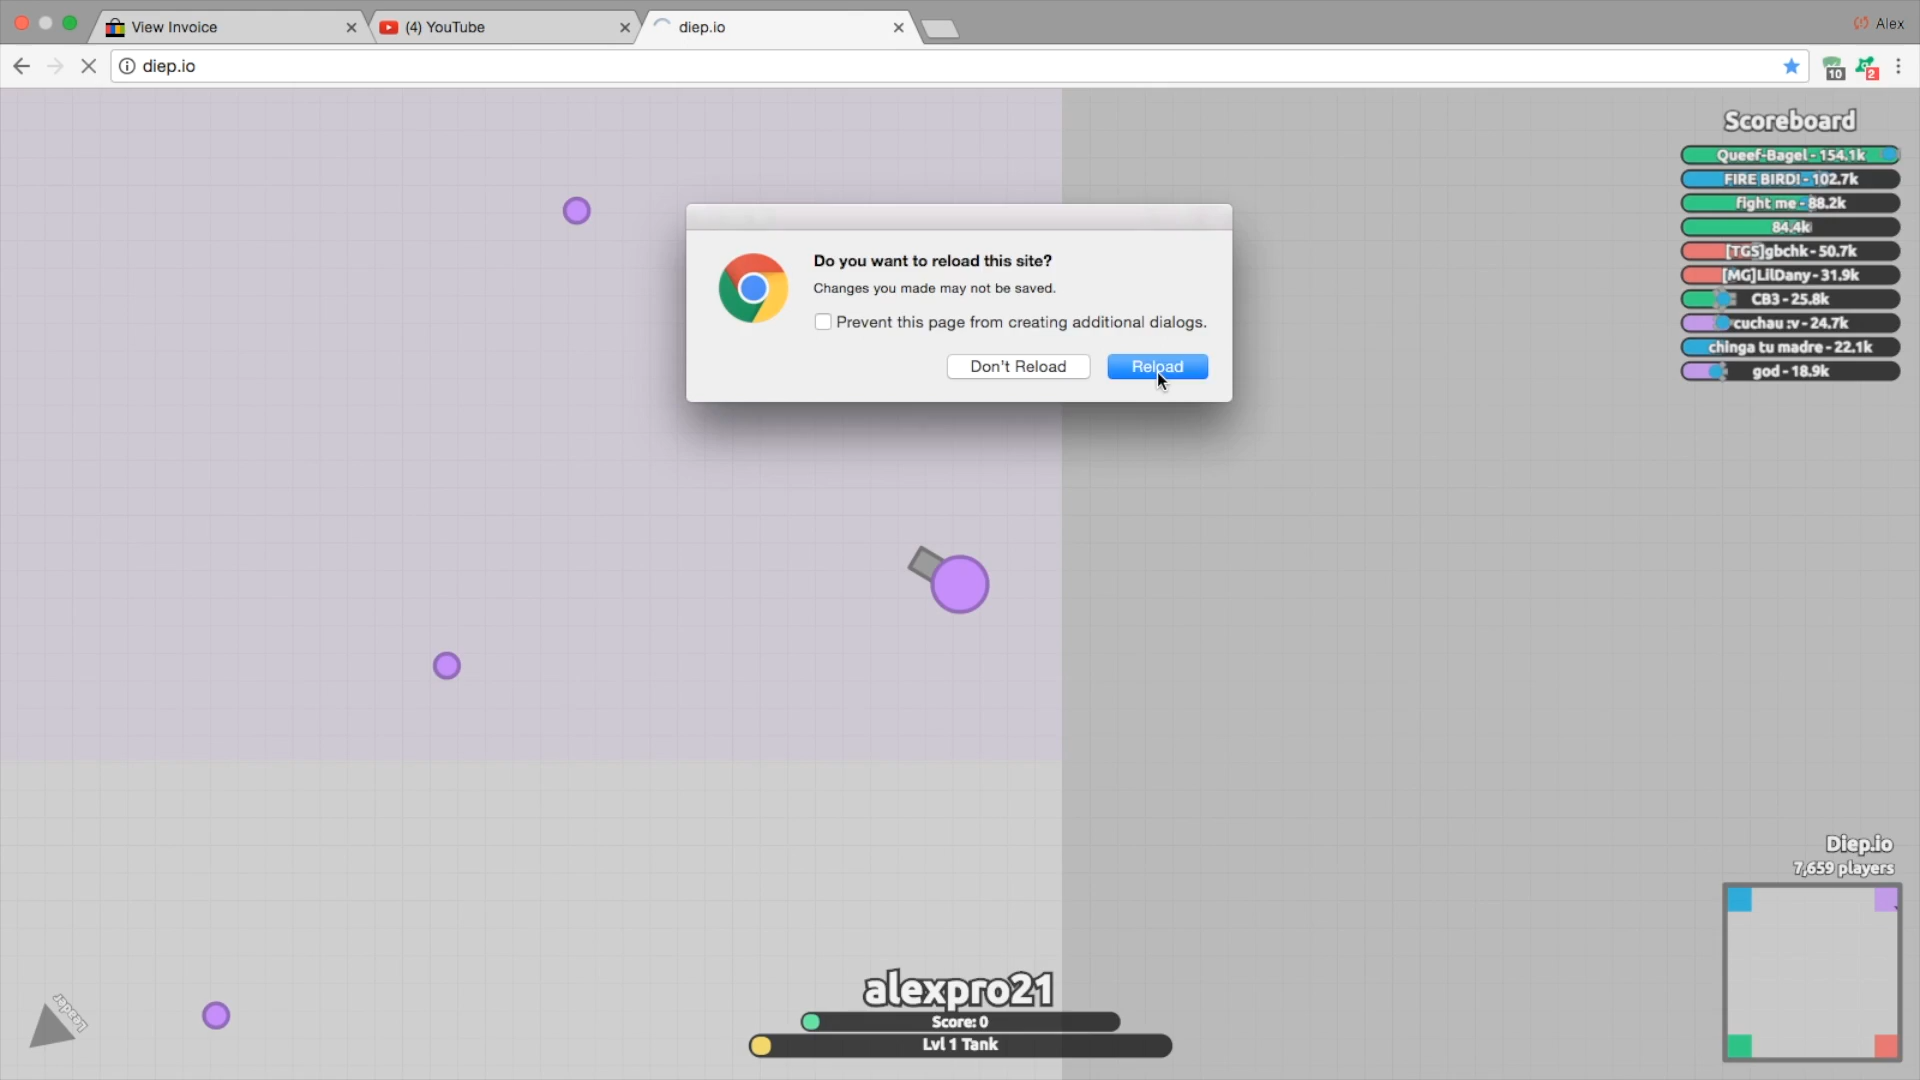 View Invoice
(4) YouTube
diep.io
Alex
diep.io
10
2
Scoreboard
Queef-Bagel - 154.1k
FIRE BIRD! - 102.7k
fight me - 88.2k
84.4k
[TGS]gbchk - 50.7k
[MG]LilDany - 31.9k
CB3 - 25.8k
cuchau :v - 24.7k
chinga tu madre - 22.1k
god - 18.9k
Do you want to reload this site?
Changes you made may not be saved.
Prevent this page from creating additional dialogs.
Don't Reload
Reload
Diep.io
7,659 players
Leader
alexpro21
Score: 0
Lvl 1 Tank